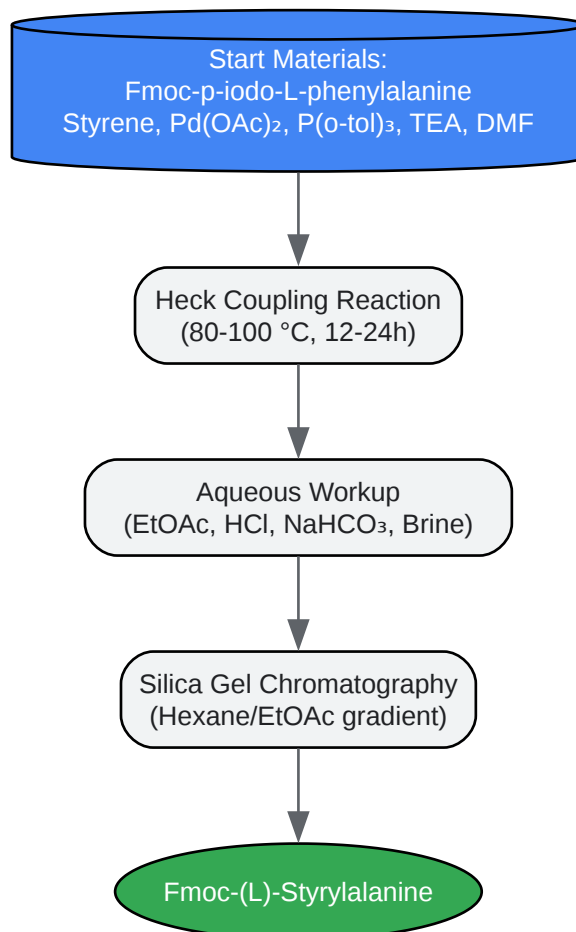 Start Materials:
Fmoc-p-iodo-L-phenylalanine
Styrene, Pd(OAc)₂, P(o-tol)₃, TEA, DMF
Heck Coupling Reaction
(80-100 °C, 12-24h)
Aqueous Workup
(EtOAc, HCl, NaHCO₃, Brine)
Silica Gel Chromatography
(Hexane/EtOAc gradient)
Fmoc-(L)-Styrylalanine